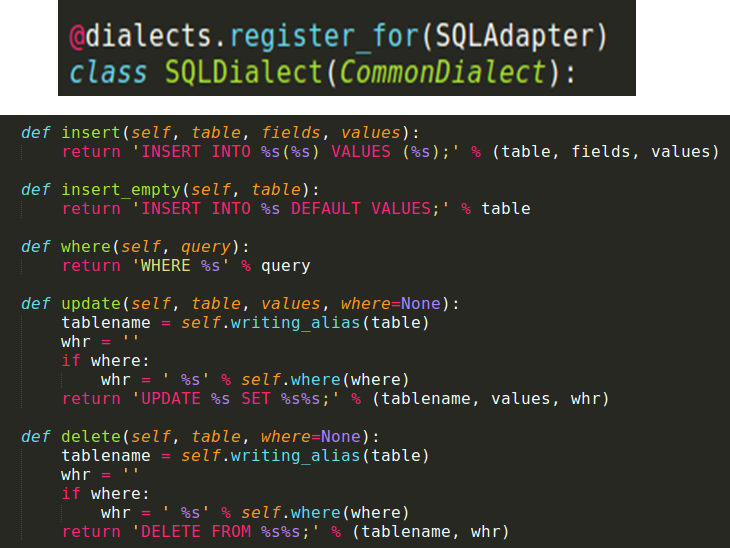 @dialects.register_for(SQLAdapter)
class SQLDialect(CommonDialect):
def insert(self, table, fields, values):
    return 'INSERT INTO %s(%s) VALUES (%s);' % (table, fields, values)
def insert_empty(self, table):
    return 'INSERT INTO %s DEFAULT VALUES;' % table
def where(self, query):
    return 'WHERE %s' % query
def update(self, table, values, where=None):
    tablename = self.writing_alias(table)
    whr = ''
    if where:
        whr = ' %s' % self.where(where)
    return 'UPDATE %s SET %s%s;' % (tablename, values, whr)
def delete(self, table, where=None):
    tablename = self.writing_alias(table)
    whr = ''
    if where:
        whr = ' %s' % self.where(where)
    return 'DELETE FROM %s%s;' % (tablename, whr)